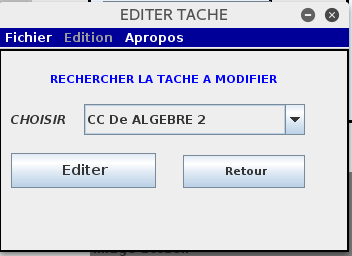 EDITER TACHE
Fichier Edition Apropos
RECHERCHER LA TACHE A MODIFIER
CHOISIR CC De ALGEBRE 2
Editer Retour